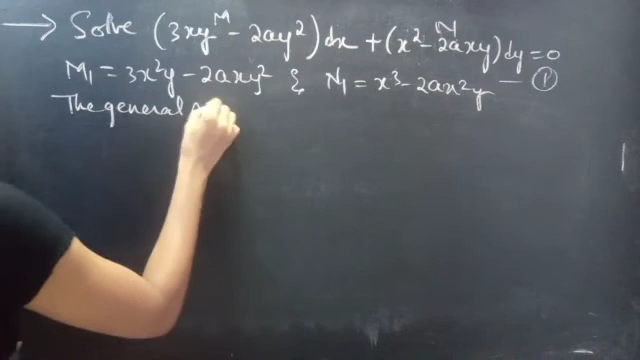 → Solve (3xy - 2ay²)dx + (x² - 2axy)dy = 0
M N
M₁ = 3x²y - 2axy² & N₁ = x³ - 2ax²y — ①
The general